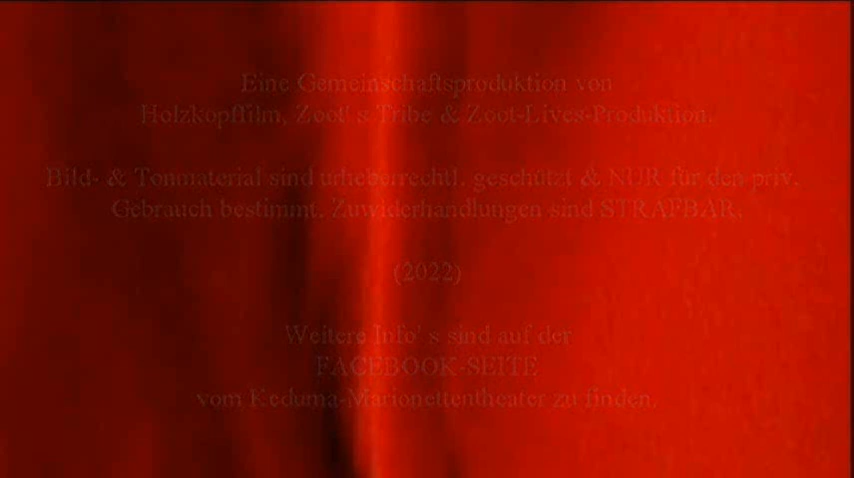 Eine Gemeinschaftsproduktion von
Holzkopffilm, Zoot' s Tribe & Zoot-Lives-Produktion.
Bild- & Tonmaterial sind urheberrechtl. geschützt & NUR für den priv.
Gebrauch bestimmt. Zuwiderhandlungen sind STRAFBAR.
(2022)
Weitere Info' s sind auf der
FACEBOOK-SEITE
vom Keduma-Marionettentheater zu finden.